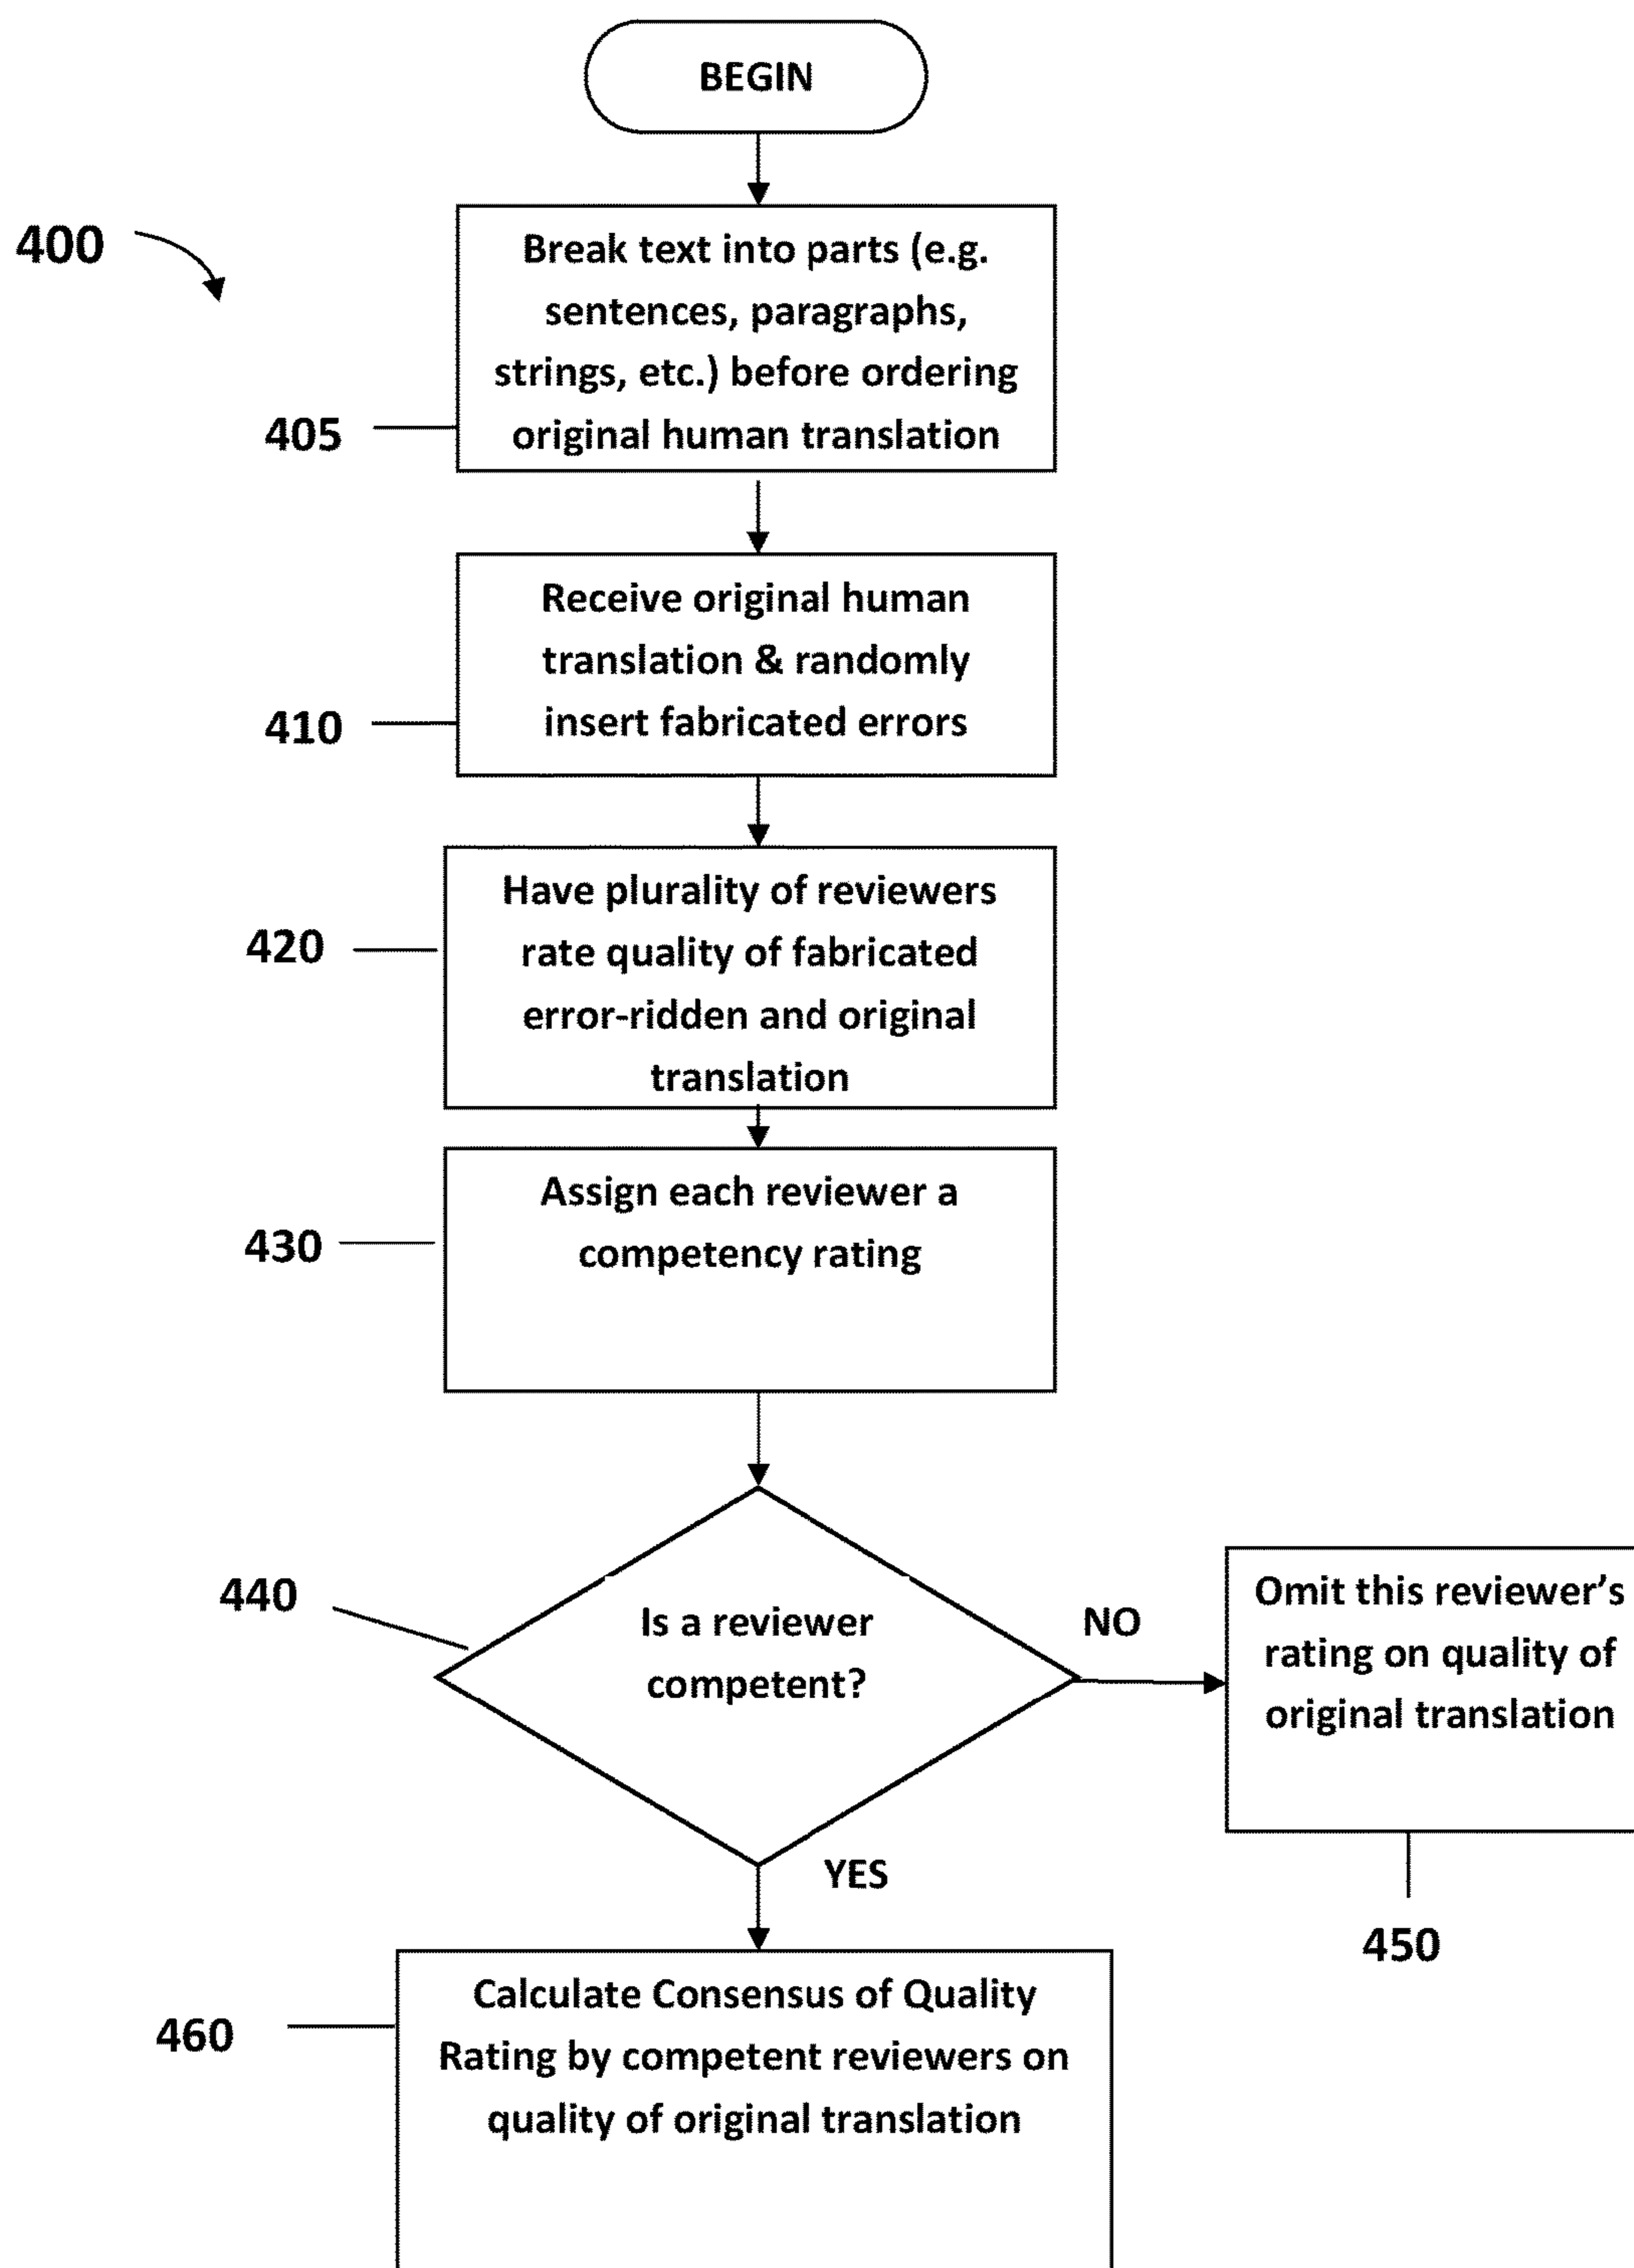 BEGIN
400
Break text into parts (e.g.
sentences, paragraphs,
strings, etc.) before ordering
original human translation
405
Receive original human
translation & randomly
insert fabricated errors
410
Have plurality of reviewers
rate quality of fabricated
error-ridden and original
translation
420
Assign each reviewer a
competency rating
430
440
Is a reviewer
competent?
NO
Omit this reviewer’s
rating on quality of
original translation
450
YES
Calculate Consensus of Quality
Rating by competent reviewers on
quality of original translation
460